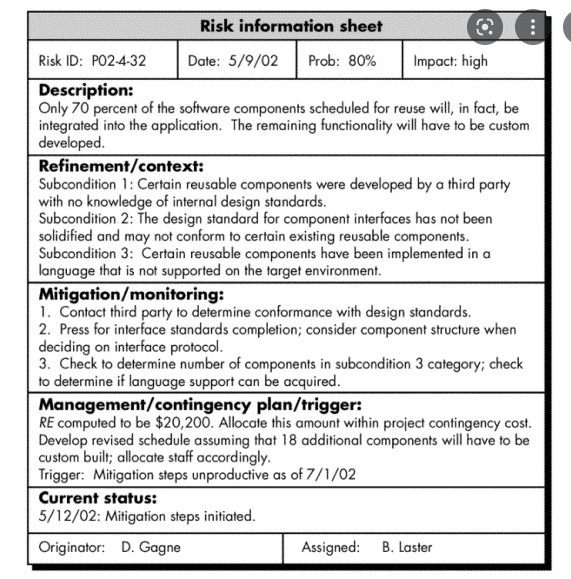 Risk information sheet
Risk ID: P02-4-32 Date: 5/9/02 Prob: 80% Impact: high
Description:
Only 70 percent of the software components scheduled for reuse will, in fact, be
integrated into the application. The remaining functionality will have to be custom
developed.
Refinement/context:
Subcondition 1: Certain reusable components were developed by a third party
with no knowledge of internal design standards.
Subcondition 2: The design standard for component interfaces has not been
solidified and may not conform to certain existing reusable components.
Subcondition 3: Certain reusable components have been implemented in a
language that is not supported on the target environment.
Mitigation/monitoring:
1. Contact third party to determine conformance with design standards.
2. Press for interface standards completion; consider component structure when
deciding on interface protocol.
3. Check to determine number of components in subcondition 3 category; check
to determine if language support can be acquired.
Management/contingency plan/trigger:
RE computed to be $20,200. Allocate this amount within project contingency cost.
Develop revised schedule assuming that 18 additional components will have to be
custom built; allocate staff accordingly.
Trigger: Mitigation steps unproductive as of 7/1/02
Current status:
5/12/02: Mitigation steps initiated.
Originator: D. Gagne Assigned: B. Laster